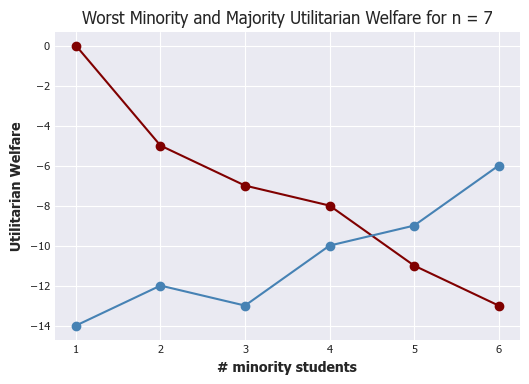 Worst Minority and Majority Utilitarian Welfare for n = 7
0
−2
−4
−6
−8
−10
−12
−14
Utilitarian Welfare
1 2 3 4 5 6
# minority students